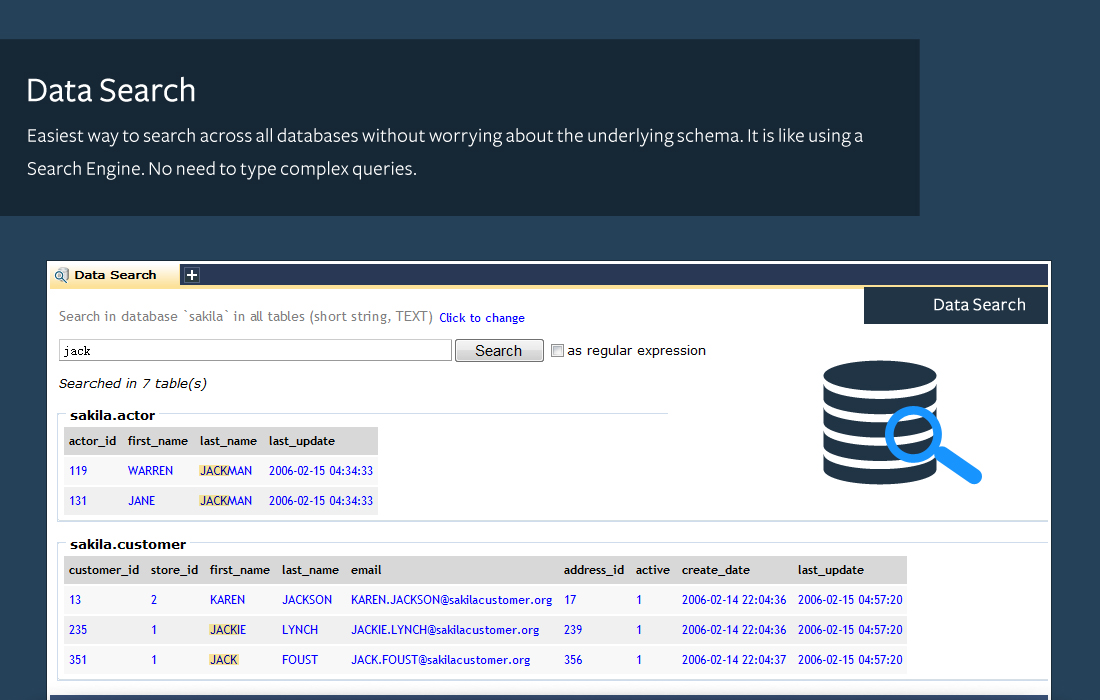 Data Search
Easiest way to search across all databases without worrying about the underlying schema. It is like using a
Search Engine. No need to type complex queries.
Data Search
Data Search
Search in database `sakila` in all tables (short string, TEXT) Click to change
jack Search as regular expression
Searched in 7 table(s)
sakila.actor
actor_id first_name last_name last_update
119 WARREN JACKMAN 2006-02-15 04:34:33
131 JANE JACKMAN 2006-02-15 04:34:33
sakila.customer
customer_id store_id first_name last_name email address_id active create_date last_update
13 2 KAREN JACKSON KAREN.JACKSON@sakilacustomer.org 17 1 2006-02-14 22:04:36 2006-02-15 04:57:20
235 1 JACKIE LYNCH JACKIE.LYNCH@sakilacustomer.org 239 1 2006-02-14 22:04:36 2006-02-15 04:57:20
351 1 JACK FOUST JACK.FOUST@sakilacustomer.org 356 1 2006-02-14 22:04:37 2006-02-15 04:57:20